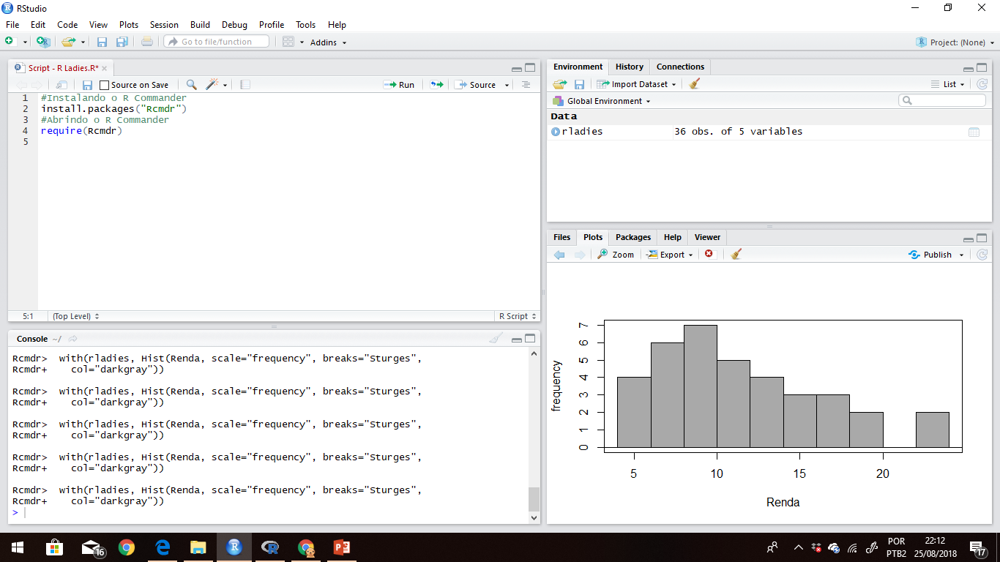 RStudio
File Edit Code View Plots Session Build Debug Profile Tools Help
Go to file/function Addins Project: (None)
Script - R Ladies.R*
Source on Save Run Source
1 #Instalando o R Commander
2 install.packages("Rcmdr")
3 #Abrindo o R Commander
4 require(Rcmdr)
5
5:1 (Top Level) R Script
Console ~/
Rcmdr>  with(rladies, Hist(Renda, scale="frequency", breaks="Sturges",
Rcmdr+    col="darkgray"))
Rcmdr>  with(rladies, Hist(Renda, scale="frequency", breaks="Sturges",
Rcmdr+    col="darkgray"))
Rcmdr>  with(rladies, Hist(Renda, scale="frequency", breaks="Sturges",
Rcmdr+    col="darkgray"))
Rcmdr>  with(rladies, Hist(Renda, scale="frequency", breaks="Sturges",
Rcmdr+    col="darkgray"))
Rcmdr>  with(rladies, Hist(Renda, scale="frequency", breaks="Sturges",
Rcmdr+    col="darkgray"))
>
Environment History Connections
Import Dataset List
Global Environment
Data
rladies 36 obs. of 5 variables
Files Plots Packages Help Viewer
Zoom Export Publish
frequency
7
6
5
4
3
2
1
0
5 10 15 20
Renda
16
POR
PTB2
22:12
25/08/2018
17